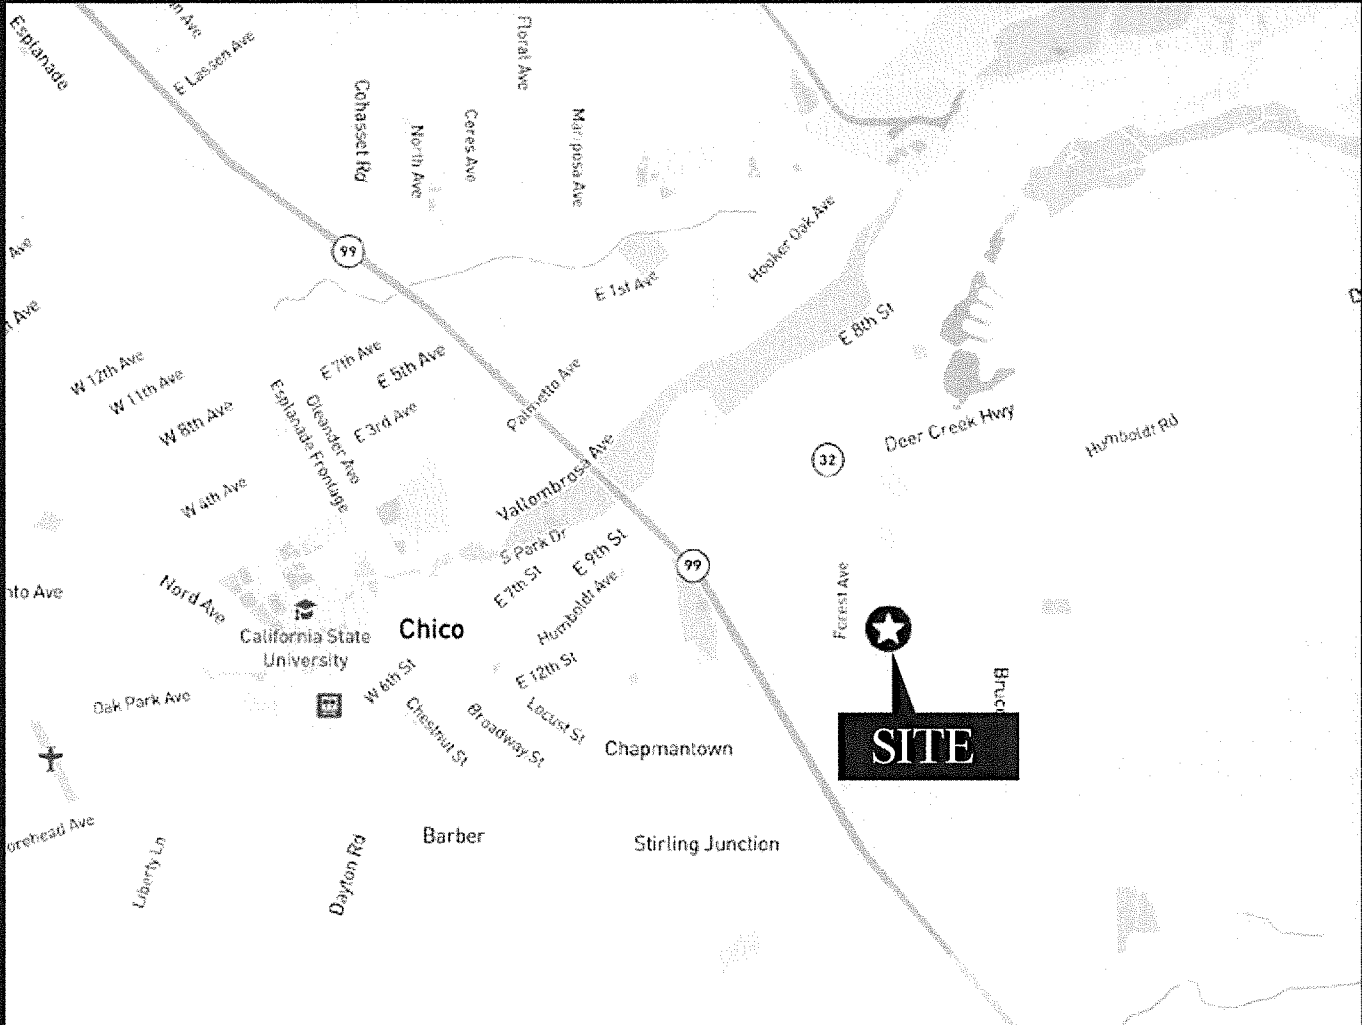 Esplanade
E Lassen Ave
Floral Ave
Cohasset Rd
North Ave
Ceres Ave
Mariposa Ave
Hooker Oak Ave
Ave
99
E 1st Ave
Ave
E 8th St
W 12th Ave
W 11th Ave
W 8th Ave
W 4th Ave
E 7th Ave
E 5th Ave
E 3rd Ave
Oleander Ave
Esplanade Frontage
Palmetto Ave
Vallombrosa Ave
Deer Creek Hwy
Humboldt Rd
32
S Park Dr
E 9th St
E 7th St
Humboldt Ave
99
Forest Ave
Nord Ave
California State
University
Chico
E 12th St
W 6th St
Oak Park Ave
Chestnut St
Broadway St
Locust St
Chapmantown
Bruc
SITE
Ave
Liberty Ln
Dayton Rd
Barber
Stirling Junction